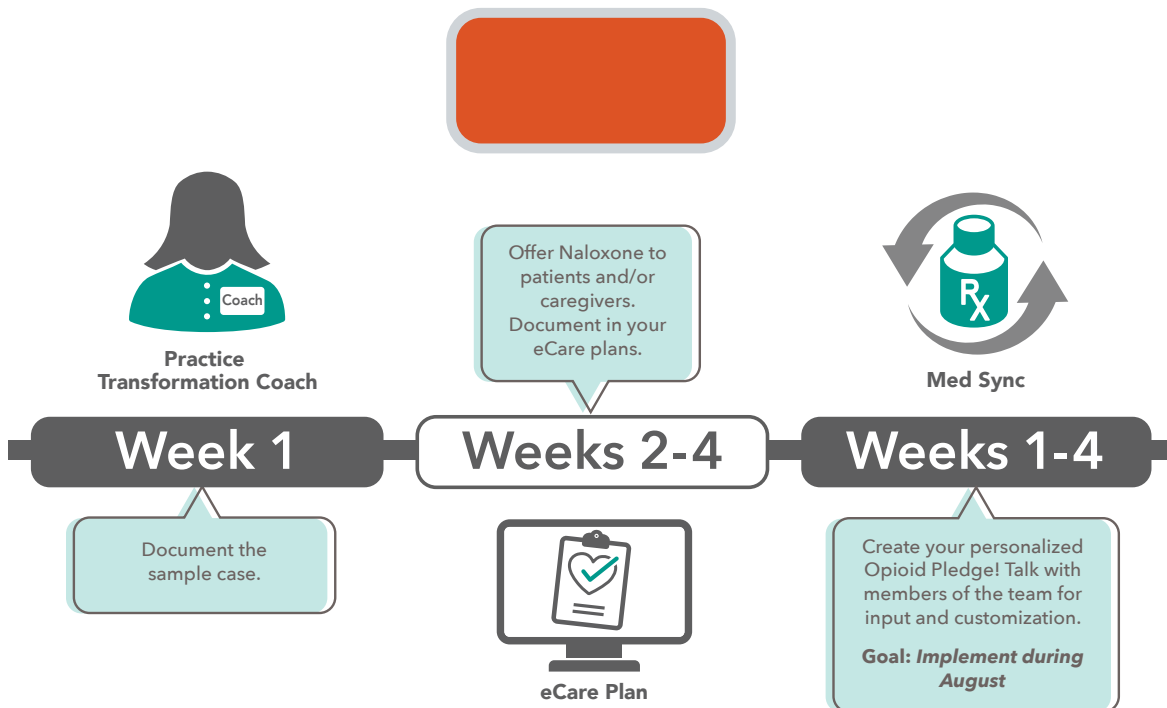 Coach
Practice
Transformation Coach
Week 1
Document the
sample case.
Offer Naloxone to
patients and/or
caregivers.
Document in your
eCare plans.
Weeks 2-4
eCare Plan
RX
Med Sync
Weeks 1-4
Create your personalized
Opioid Pledge! Talk with
members of the team for
input and customization.
Goal: Implement during
August